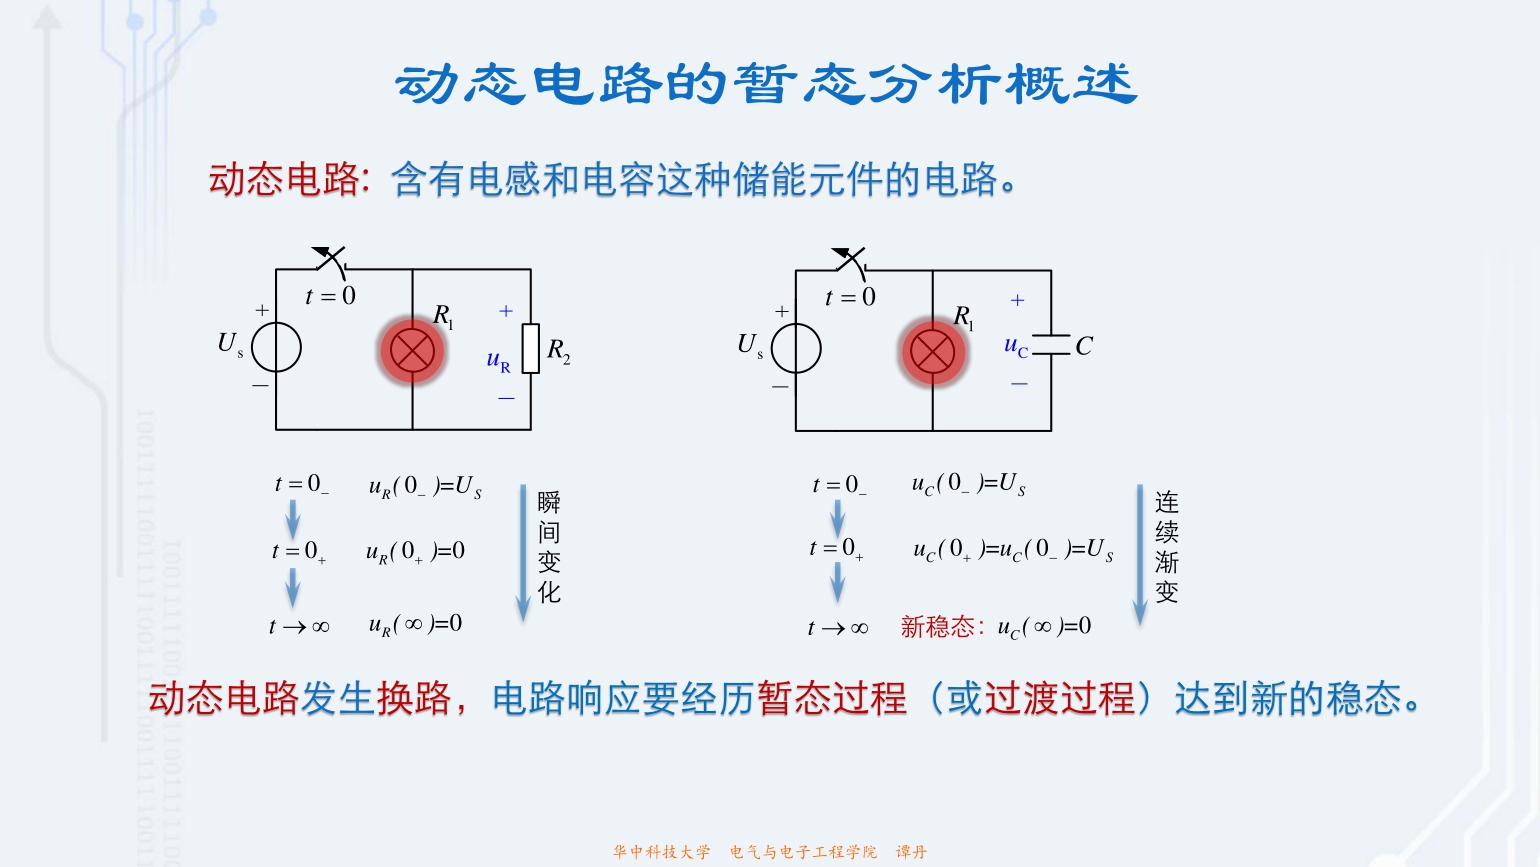 动态电路的暂态分析概述
动态电路: 含有电感和电容这种储能元件的电路。
t = 0
+
U_s
−
R_1
+
u_R
−
R_2
t = 0
+
U_s
−
R_1
+
u_C
−
C
t = 0_− u_R( 0_− )=U_S
t = 0_+ u_R( 0_+ )=0
t → ∞ u_R( ∞ )=0
瞬
间
变
化
t = 0_− u_C( 0_− )=U_S
t = 0_+ u_C( 0_+ )=u_C( 0_− )=U_S
t → ∞ 新稳态: u_C( ∞ )=0
连
续
渐
变
动态电路发生换路，电路响应要经历暂态过程（或过渡过程）达到新的稳态。
华中科技大学 电气与电子工程学院 谭丹